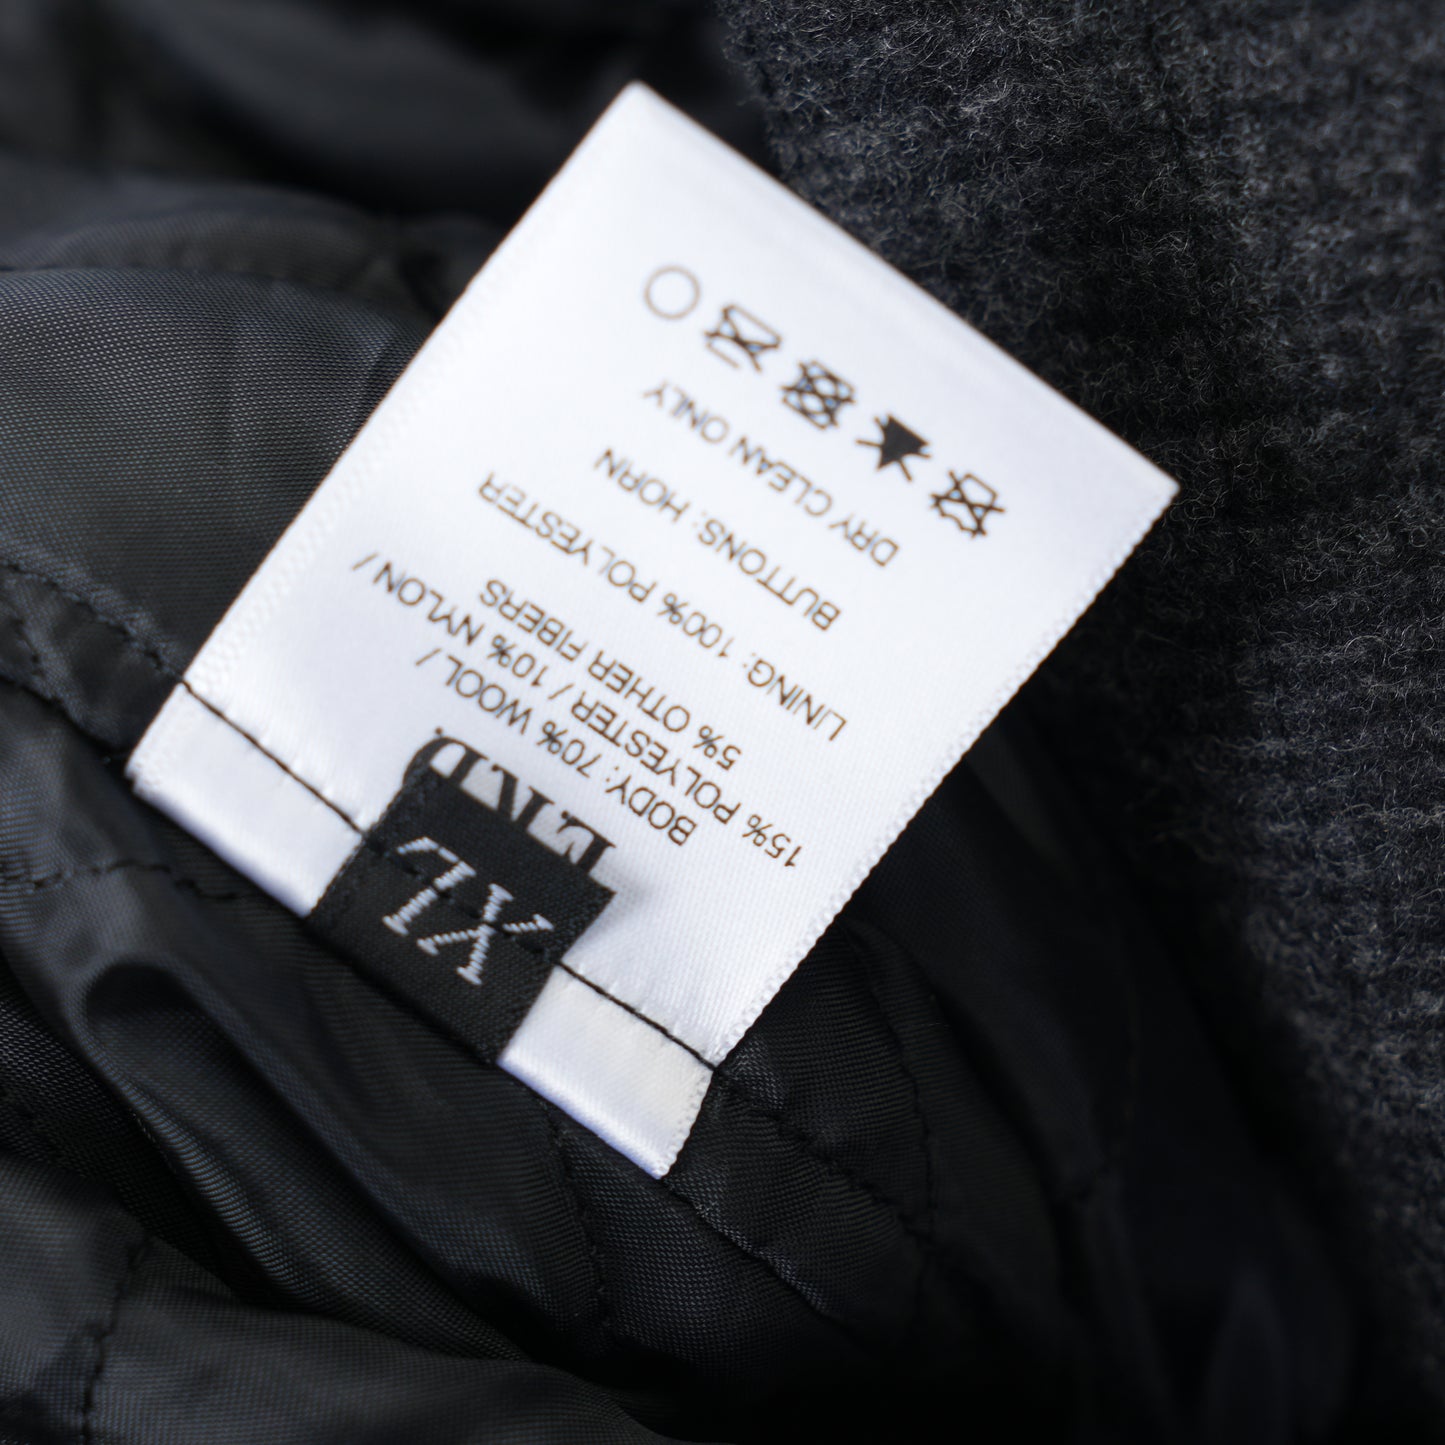 XL
BODY: 70% WOOL /
15% POLYESTER / 10% NYLON /
5% OTHER FIBERS
LINING: 100% POLYESTER
BUTTONS: HORN
DRY CLEAN ONLY